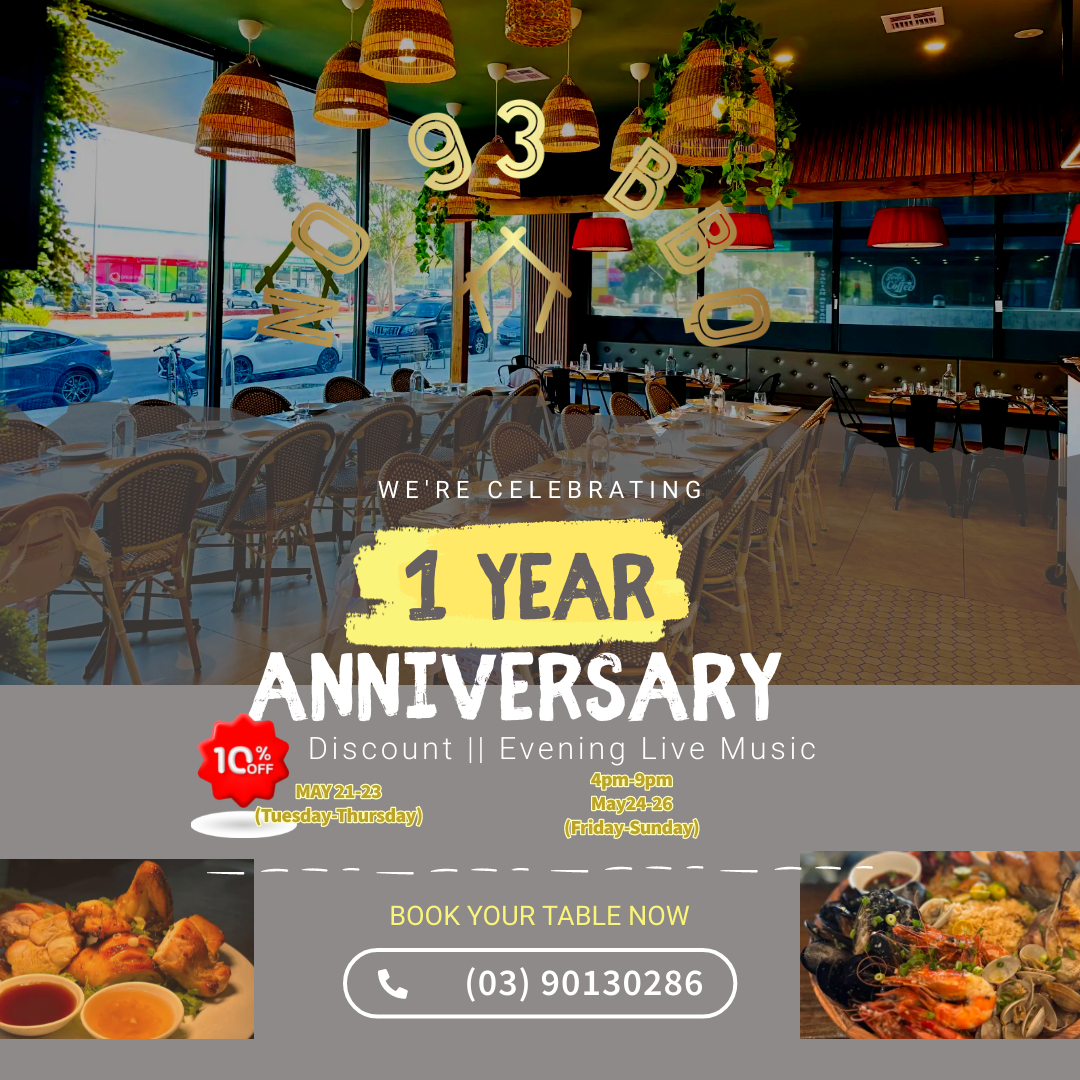 NO 93 BBQ
WE'RE CELEBRATING
1 YEAR
ANNIVERSARY
10% OFF
Discount || Evening Live Music
MAY 21-23
(Tuesday-Thursday)
4pm-9pm
May24-26
(Friday-Sunday)
BOOK YOUR TABLE NOW
(03) 90130286